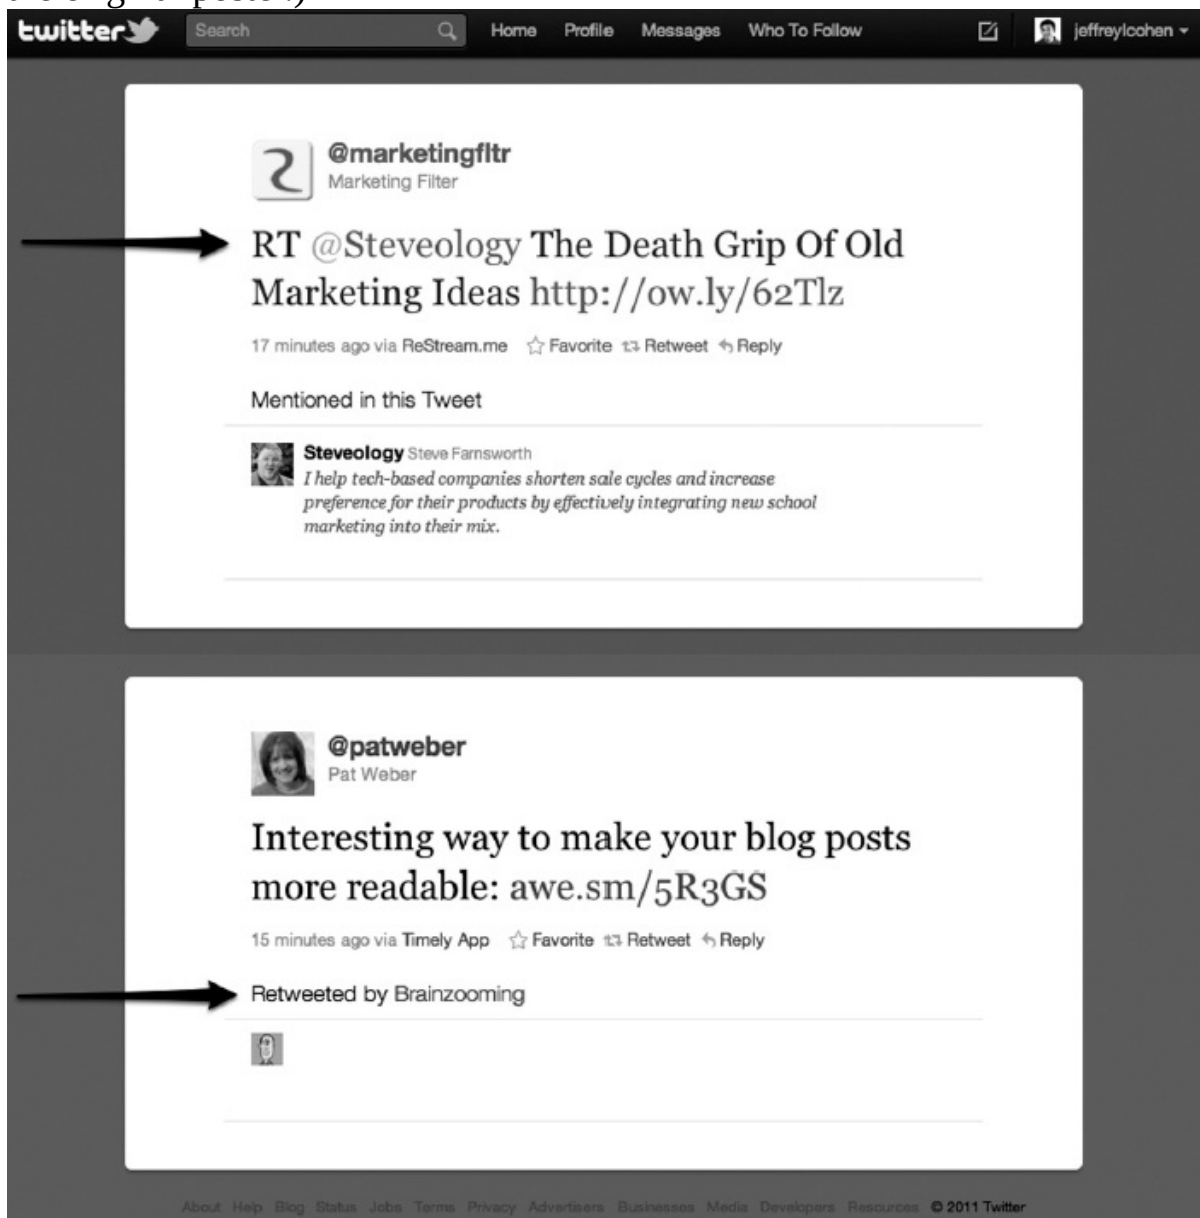 twitter Search Home Profile Messages Who To Follow jeffreylcohen
@marketingfltr
Marketing Filter
RT @Steveology The Death Grip Of Old
Marketing Ideas http://ow.ly/62Tlz
17 minutes ago via ReStream.me Favorite Retweet Reply
Mentioned in this Tweet
Steveology Steve Farnsworth
I help tech-based companies shorten sale cycles and increase
preference for their products by effectively integrating new school
marketing into their mix.
@patweber
Pat Weber
Interesting way to make your blog posts
more readable: awe.sm/5R3GS
15 minutes ago via Timely App Favorite Retweet Reply
Retweeted by Brainzooming
About Help Blog Status Jobs Terms Privacy Advertisers Businesses Media Developers Resources © 2011 Twitter